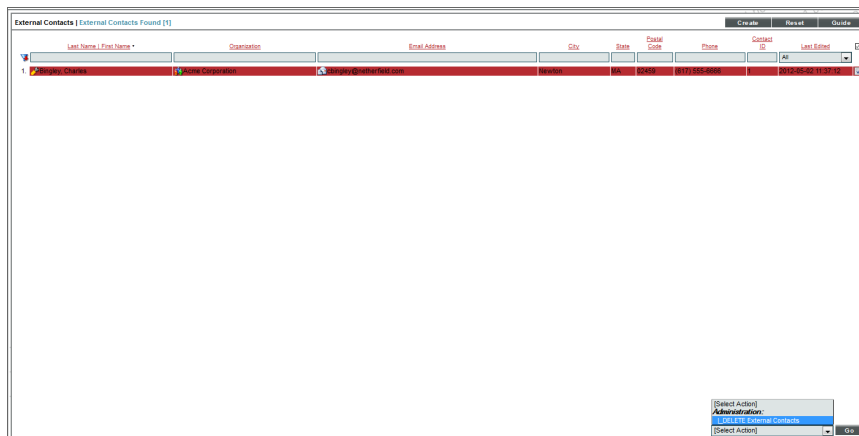 External Contacts | External Contacts Found [1]
Create Reset Guide
Last Name | First Name Organization Email Address City State Postal Code Phone Contact ID Last Edited
All
1. Bingley, Charles Acme Corporation cbingley@netherfield.com Newton MA 02459 (617) 555-6666 1 2012-05-02 11:37:12
[Select Action]
Administration:
|_DELETE External Contacts
[Select Action] Go